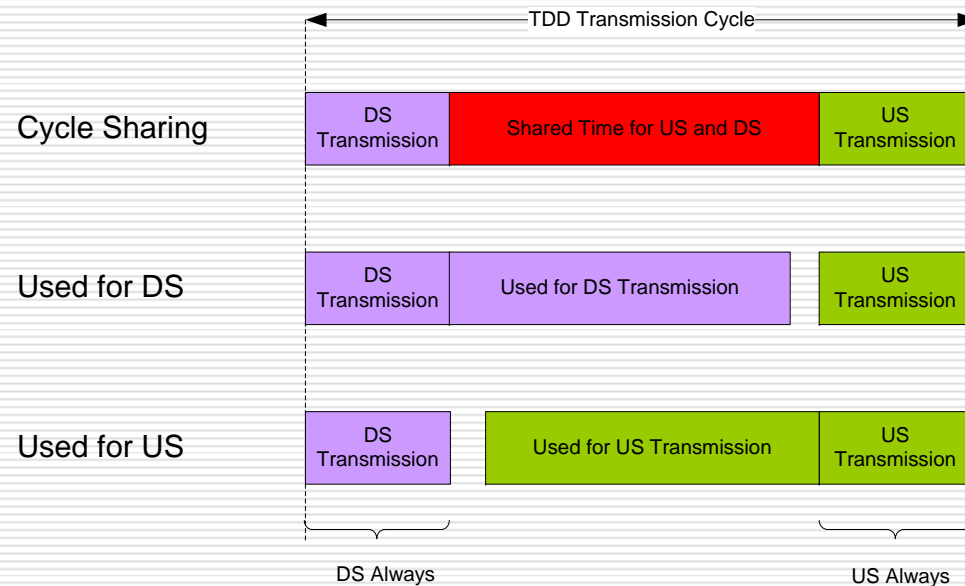 TDD Transmission Cycle
Cycle Sharing
DS
Transmission
Shared Time for US and DS
US
Transmission
Used for DS
DS
Transmission
Used for DS Transmission
US
Transmission
Used for US
DS
Transmission
Used for US Transmission
US
Transmission
DS Always
US Always